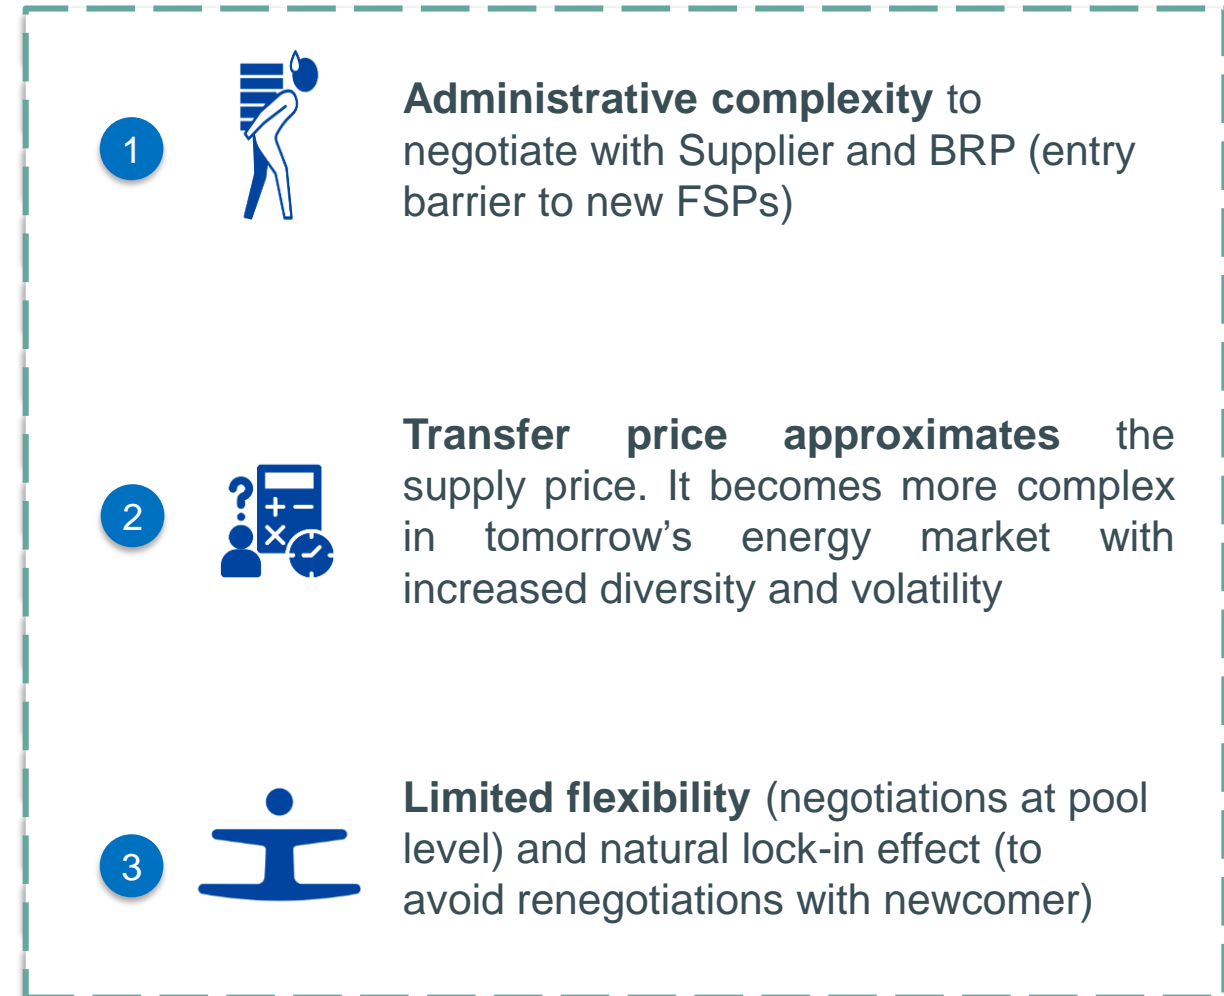 1
Administrative complexity to
negotiate with Supplier and BRP (entry
barrier to new FSPs)
2
Transfer price approximates the
supply price. It becomes more complex
in tomorrow’s energy market with
increased diversity and volatility
3
Limited flexibility (negotiations at pool
level) and natural lock-in effect (to
avoid renegotiations with newcomer)